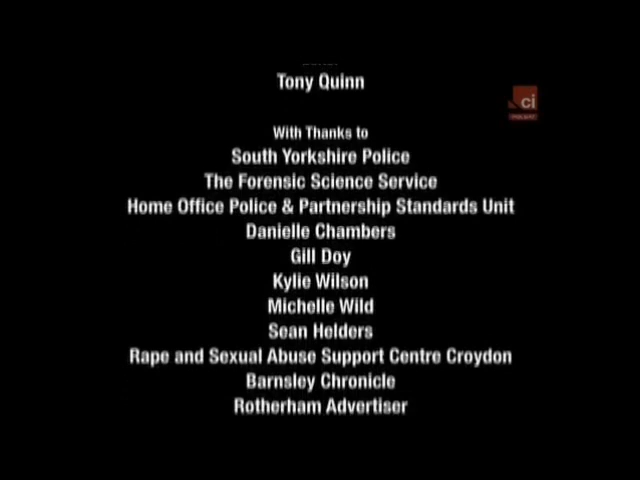 Tony Quinn
ci
With Thanks to
South Yorkshire Police
The Forensic Science Service
Home Office Police & Partnership Standards Unit
Danielle Chambers
Gill Doy
Kylie Wilson
Michelle Wild
Sean Helders
Rape and Sexual Abuse Support Centre Croydon
Barnsley Chronicle
Rotherham Advertiser